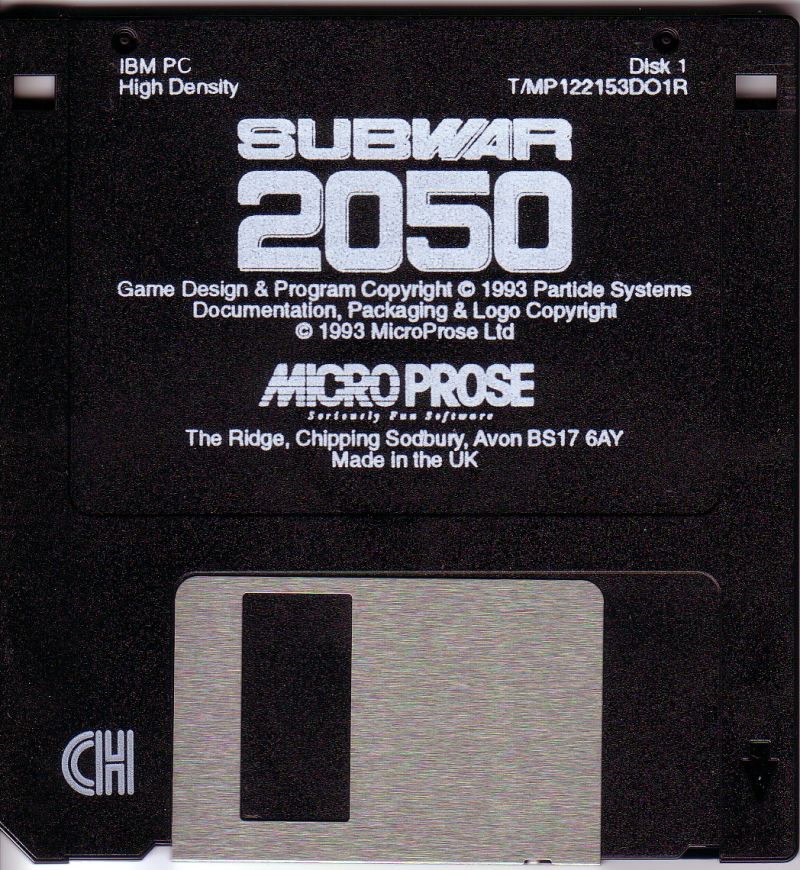 IBM PC
High Density
Disk 1
T/MP122153DO1R
SUBWAR
2050
Game Design & Program Copyright © 1993 Particle Systems
Documentation, Packaging & Logo Copyright
© 1993 MicroProse Ltd
MICROPROSE
Seriously Fun Software
The Ridge, Chipping Sodbury, Avon BS17 6AY
Made in the UK
CH